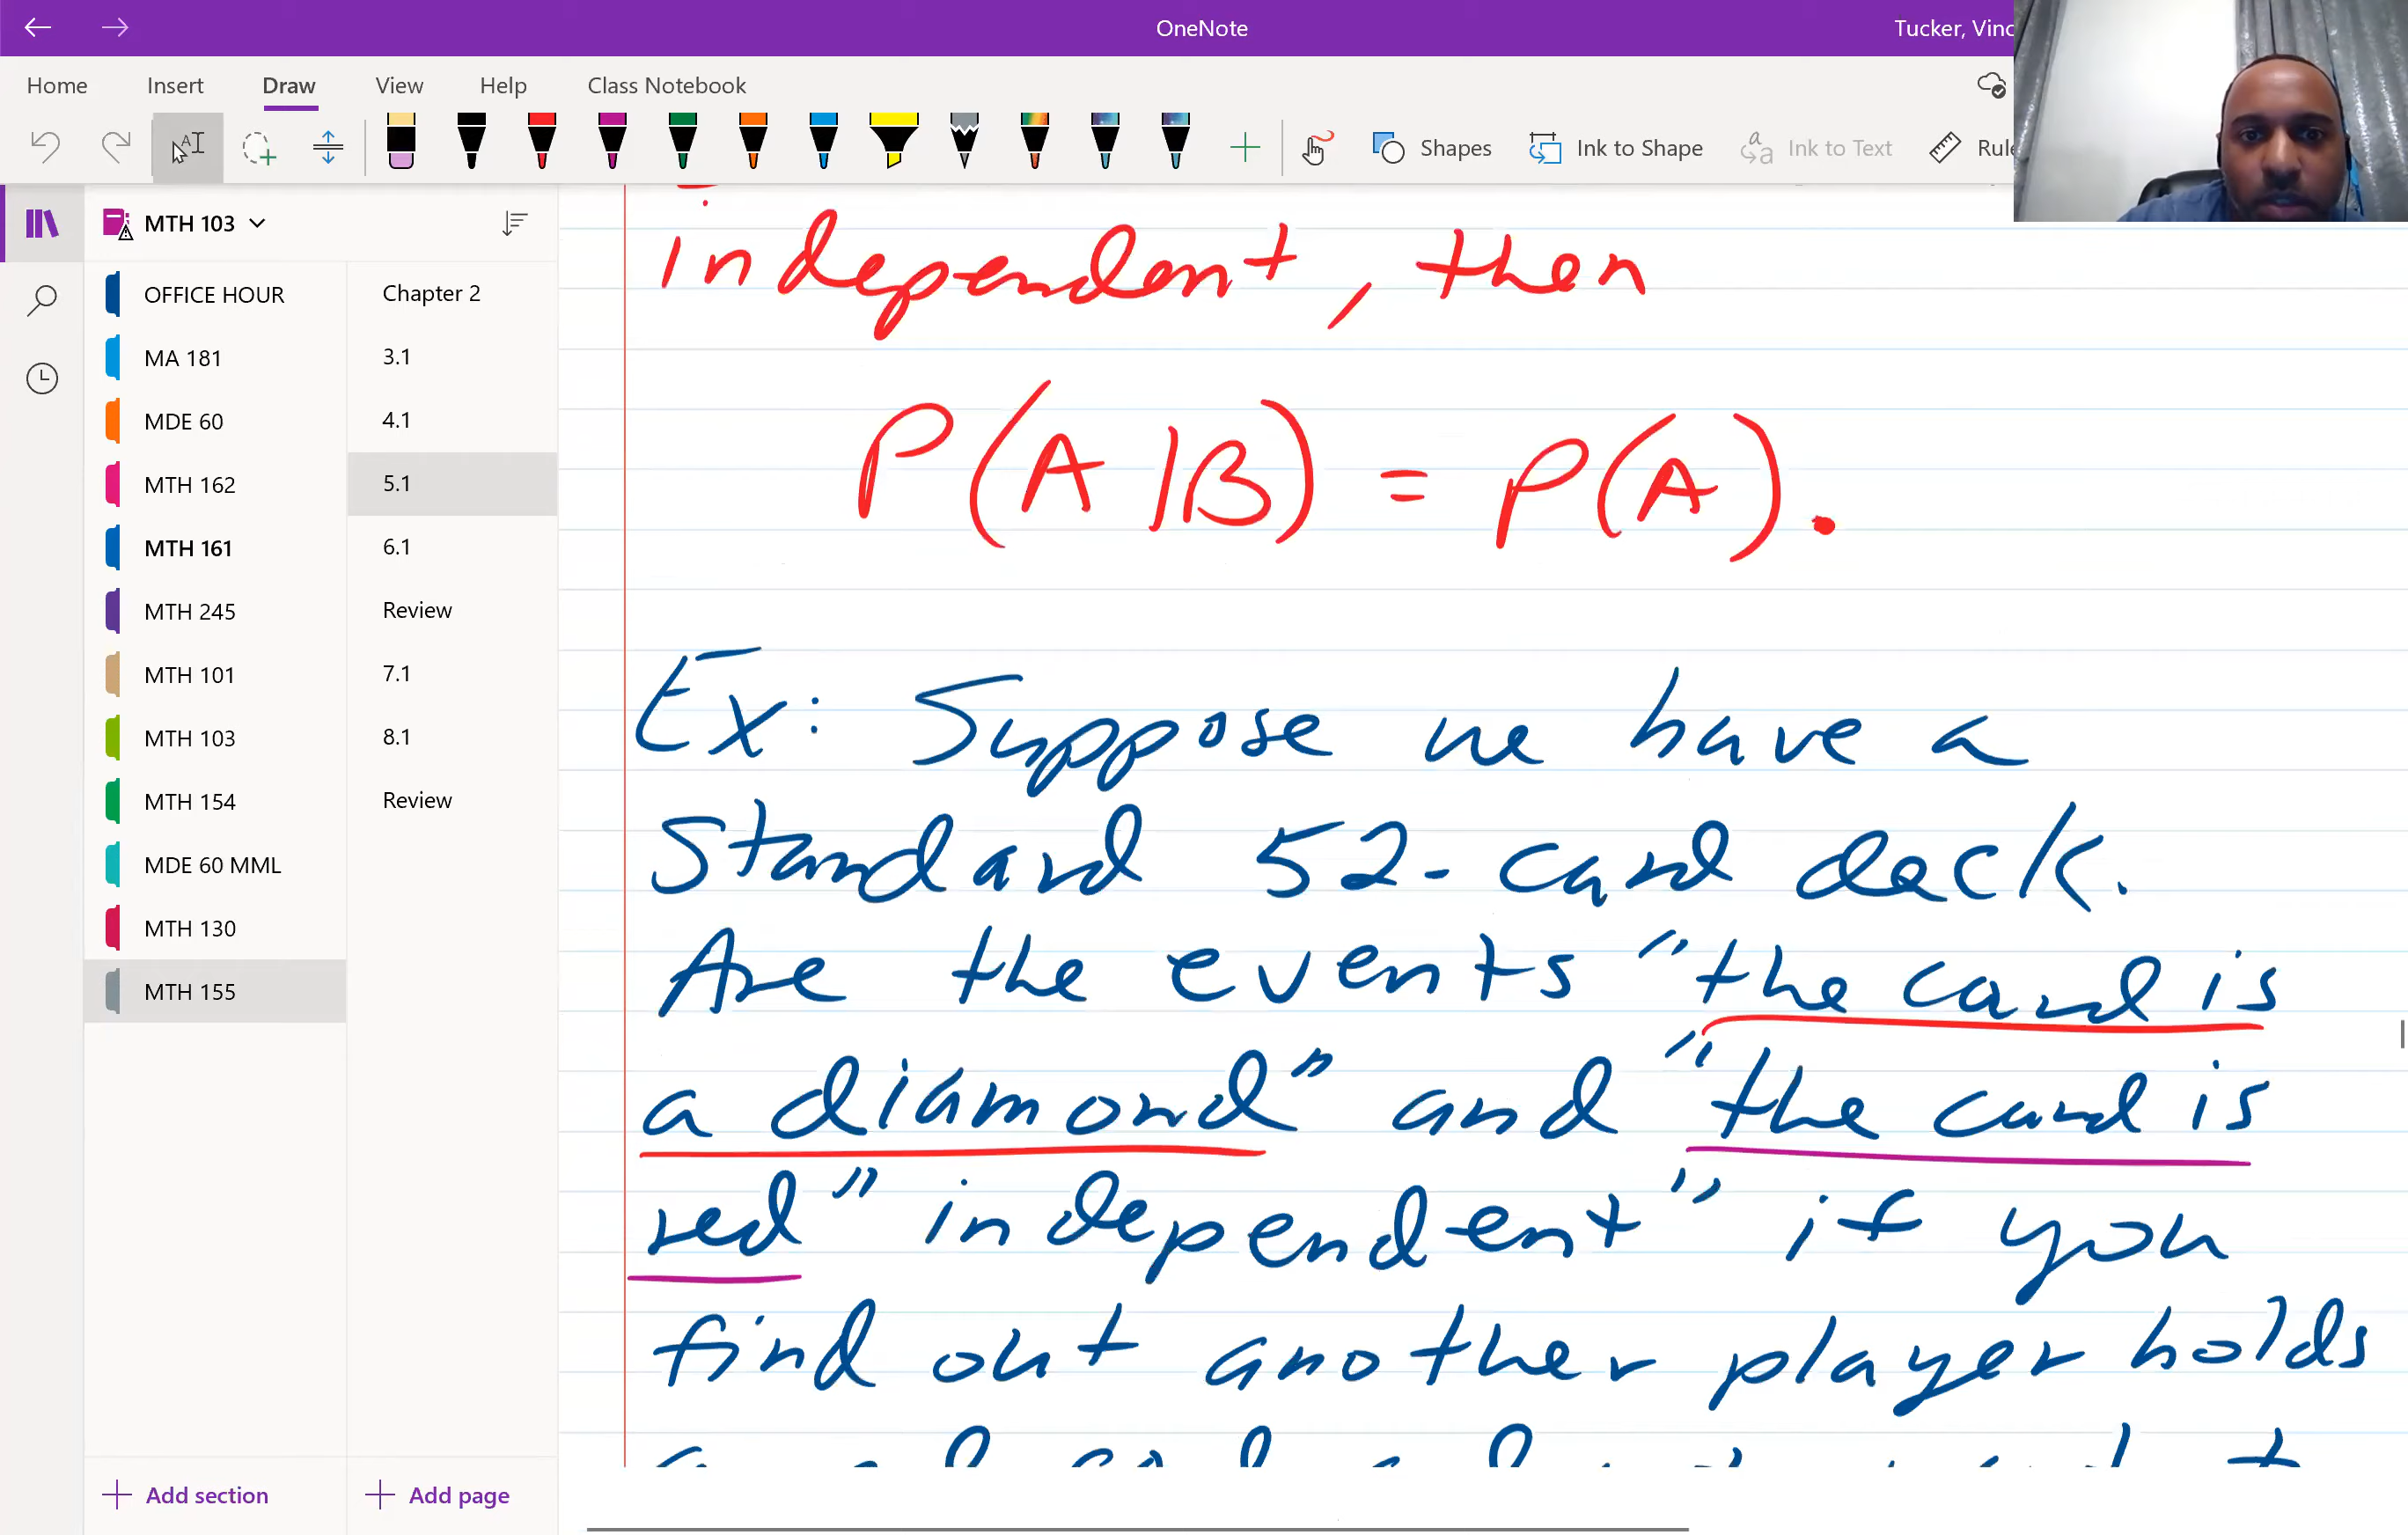 OneNote
Tucker, Vinc
Home Insert Draw View Help Class Notebook
Shapes Ink to Shape Ink to Text Rule
MTH 103
OFFICE HOUR
MA 181
MDE 60
MTH 162
MTH 161
MTH 245
MTH 101
MTH 103
MTH 154
MDE 60 MML
MTH 130
MTH 155
Add section
Chapter 2
3.1
4.1
5.1
6.1
Review
7.1
8.1
Review
Add page
independent, then
P(A|B) = P(A).
Ex: Suppose we have a
Standard 52-card deck.
Are the events "the card is
a diamond" and "the card is
red" independent" if you
find out another player holds